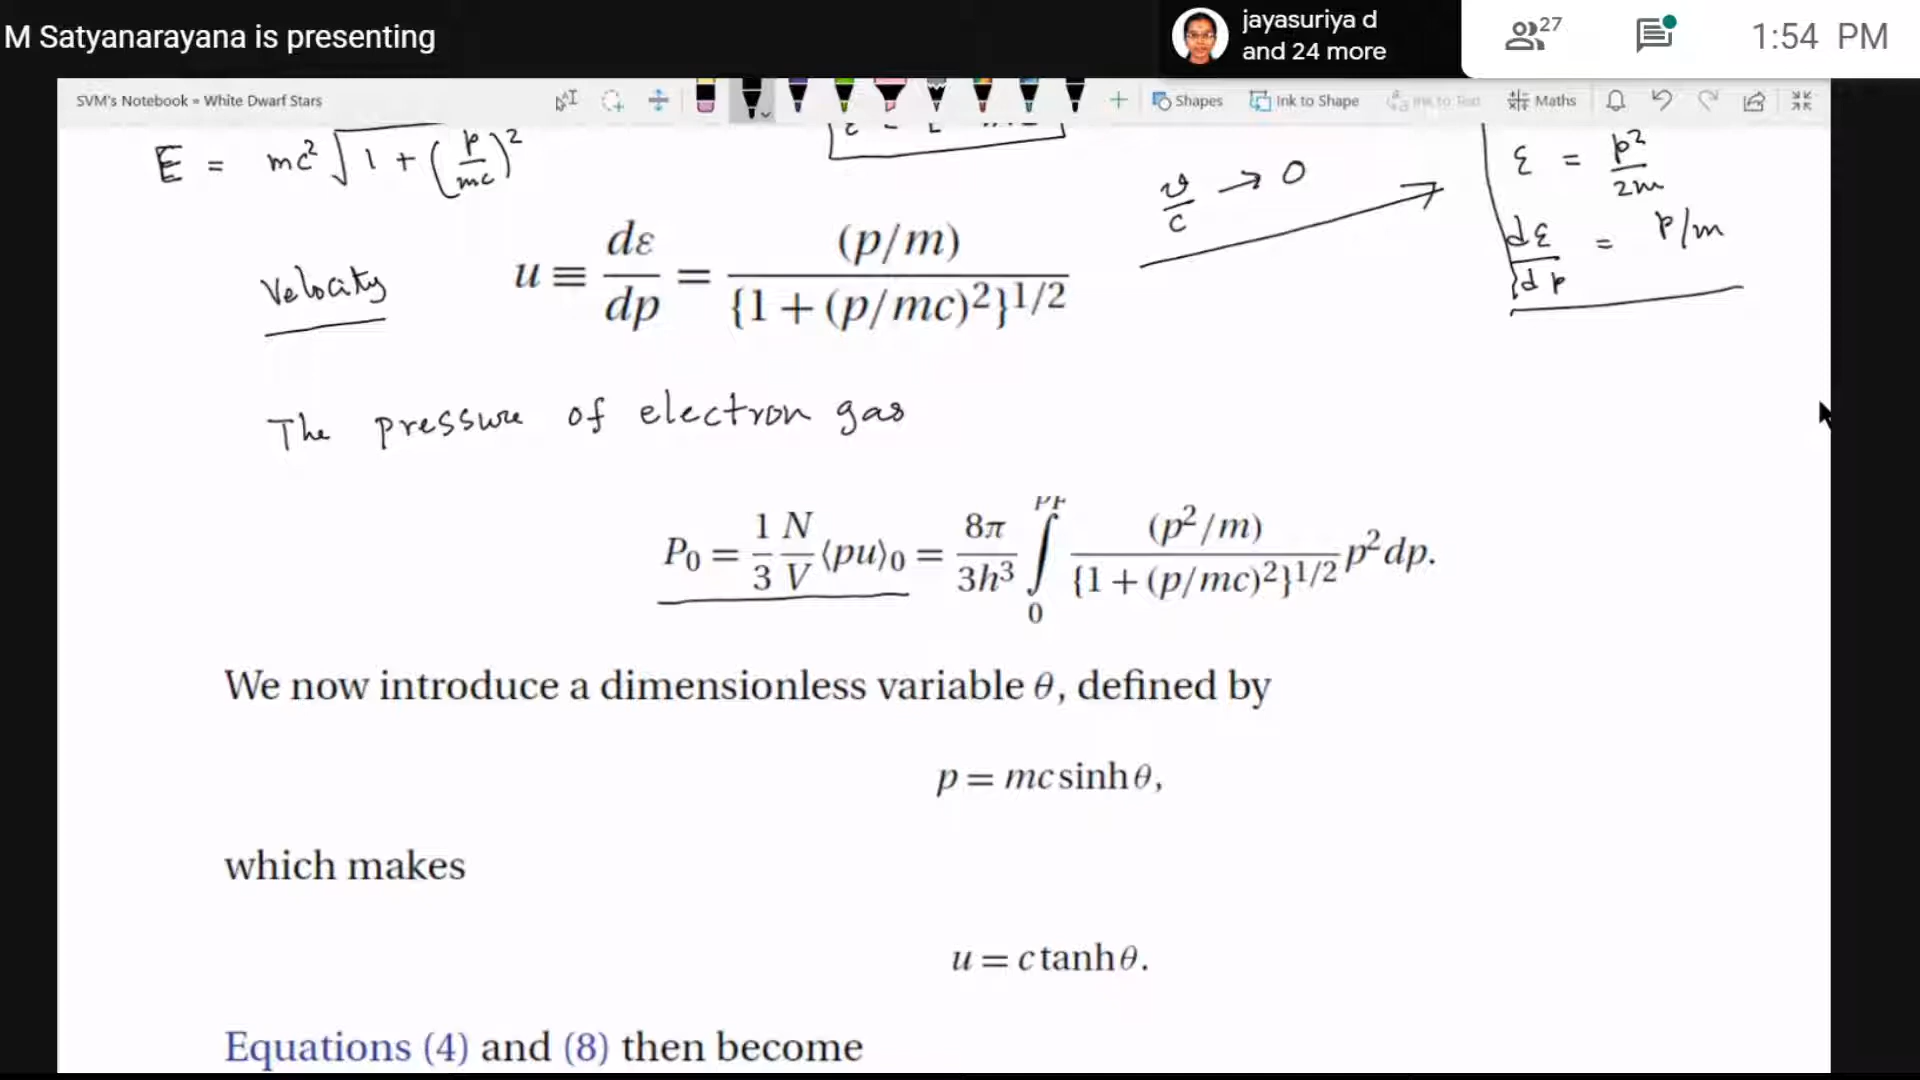 M Satyanarayana is presenting
jayasuriya d
and 24 more
27
1:54 PM
SVM's Notebook » White Dwarf Stars
Shapes
Ink to Shape
Ink to Text
Maths
E = mc² √1 + (p/mc)²
v/c → 0
ε = p²/2m
dε/dp = p/m
Velocity
u ≡ dε/dp = (p/m)/{1 + (p/mc)²}^1/2
The pressure of electron gas
P₀ = 1/3 N/V ⟨pu⟩₀ = 8π/3h³ ∫₀^pF (p²/m)/{1 + (p/mc)²}^1/2 p² dp.
We now introduce a dimensionless variable θ, defined by
p = mc sinh θ,
which makes
u = c tanh θ.
Equations (4) and (8) then become